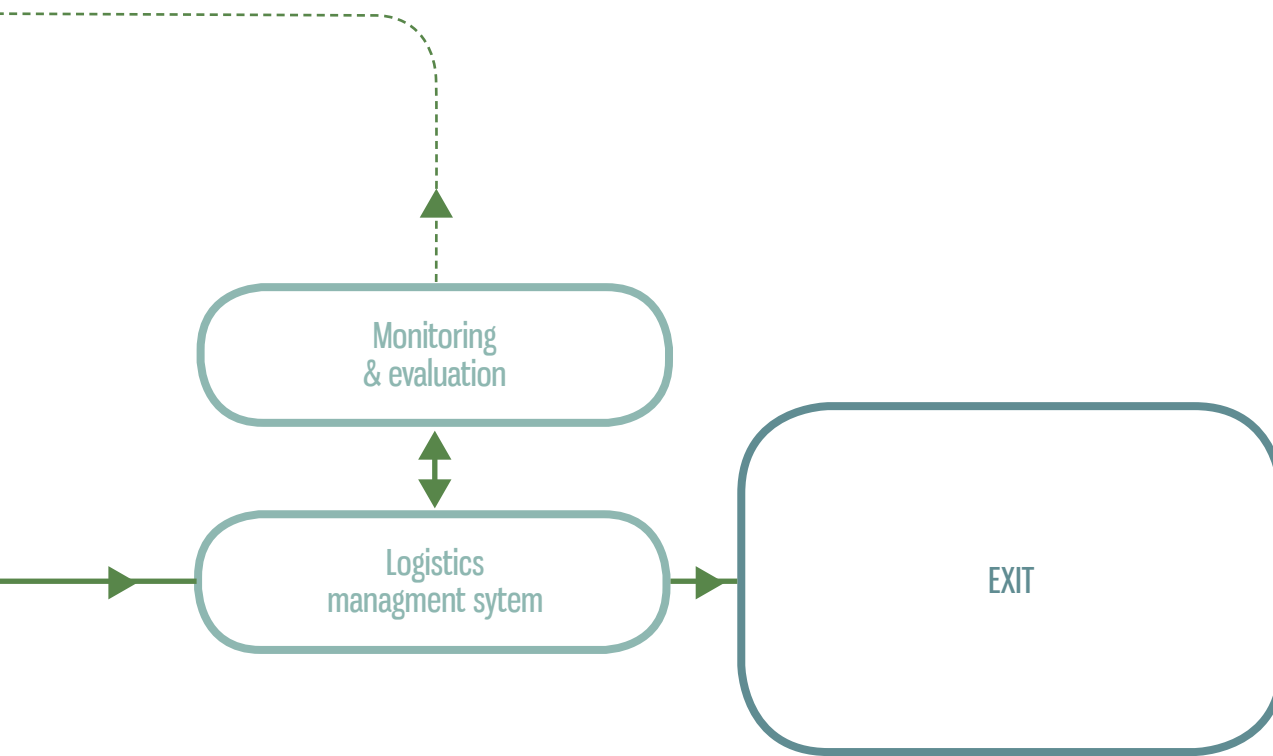 Monitoring
& evaluation
Logistics
managment sytem
EXIT